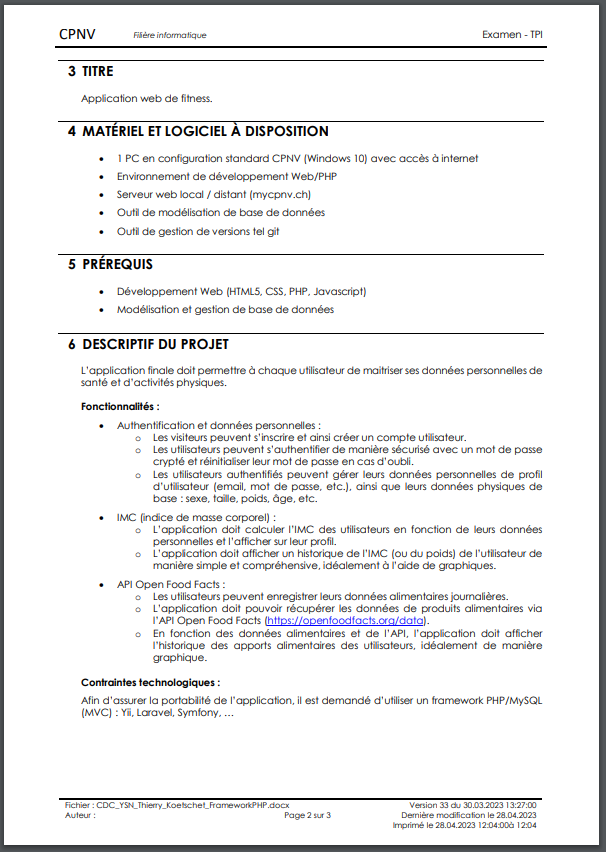 CPNV Filière informatique Examen - TPI
3 TITRE
Application web de fitness.
4 MATÉRIEL ET LOGICIEL À DISPOSITION
• 1 PC en configuration standard CPNV (Windows 10) avec accès à internet
• Environnement de développement Web/PHP
• Serveur web local / distant (mycpnv.ch)
• Outil de modélisation de base de données
• Outil de gestion de versions tel git
5 PRÉREQUIS
• Développement Web (HTML5, CSS, PHP, Javascript)
• Modélisation et gestion de base de données
6 DESCRIPTIF DU PROJET
L'application finale doit permettre à chaque utilisateur de maitriser ses données personnelles de
santé et d'activités physiques.
Fonctionnalités :
• Authentification et données personnelles :
o Les visiteurs peuvent s'inscrire et ainsi créer un compte utilisateur.
o Les utilisateurs peuvent s'authentifier de manière sécurisé avec un mot de passe
crypté et réinitialiser leur mot de passe en cas d'oubli.
o Les utilisateurs authentifiés peuvent gérer leurs données personnelles de profil
d'utilisateur (email, mot de passe, etc.), ainsi que leurs données physiques de
base : sexe, taille, poids, âge, etc.
• IMC (indice de masse corporel) :
o L'application doit calculer l'IMC des utilisateurs en fonction de leurs données
personnelles et l'afficher sur leur profil.
o L'application doit afficher un historique de l'IMC (ou du poids) de l'utilisateur de
manière simple et compréhensive, idéalement à l'aide de graphiques.
• API Open Food Facts :
o Les utilisateurs peuvent enregistrer leurs données alimentaires journalières.
o L'application doit pouvoir récupérer les données de produits alimentaires via
l'API Open Food Facts (https://openfoodfacts.org/data).
o En fonction des données alimentaires et de l'API, l'application doit afficher
l'historique des apports alimentaires des utilisateurs, idéalement de manière
graphique.
Contraintes technologiques :
Afin d'assurer la portabilité de l'application, il est demandé d'utiliser un framework PHP/MySQL
(MVC) : Yii, Laravel, Symfony, …
Fichier : CDC_YSN_Thierry_Koetschet_FrameworkPHP.docx Version 33 du 30.03.2023 13:27:00
Auteur : Page 2 sur 3 Dernière modification le 28.04.2023
Imprimé le 28.04.2023 12:04:00à 12:04